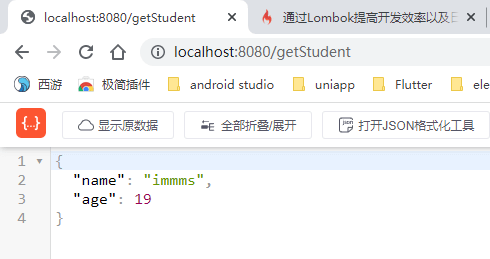 localhost:8080/getStudent
通过Lombok提高开发效率以及
localhost:8080/getStudent
西游 极简插件 android studio uniapp Flutter ele
{..} 显示原数据 全部折叠/展开 json 打开JSON格式化工具
1 {
2 "name": "immms",
3 "age": 19
4 }